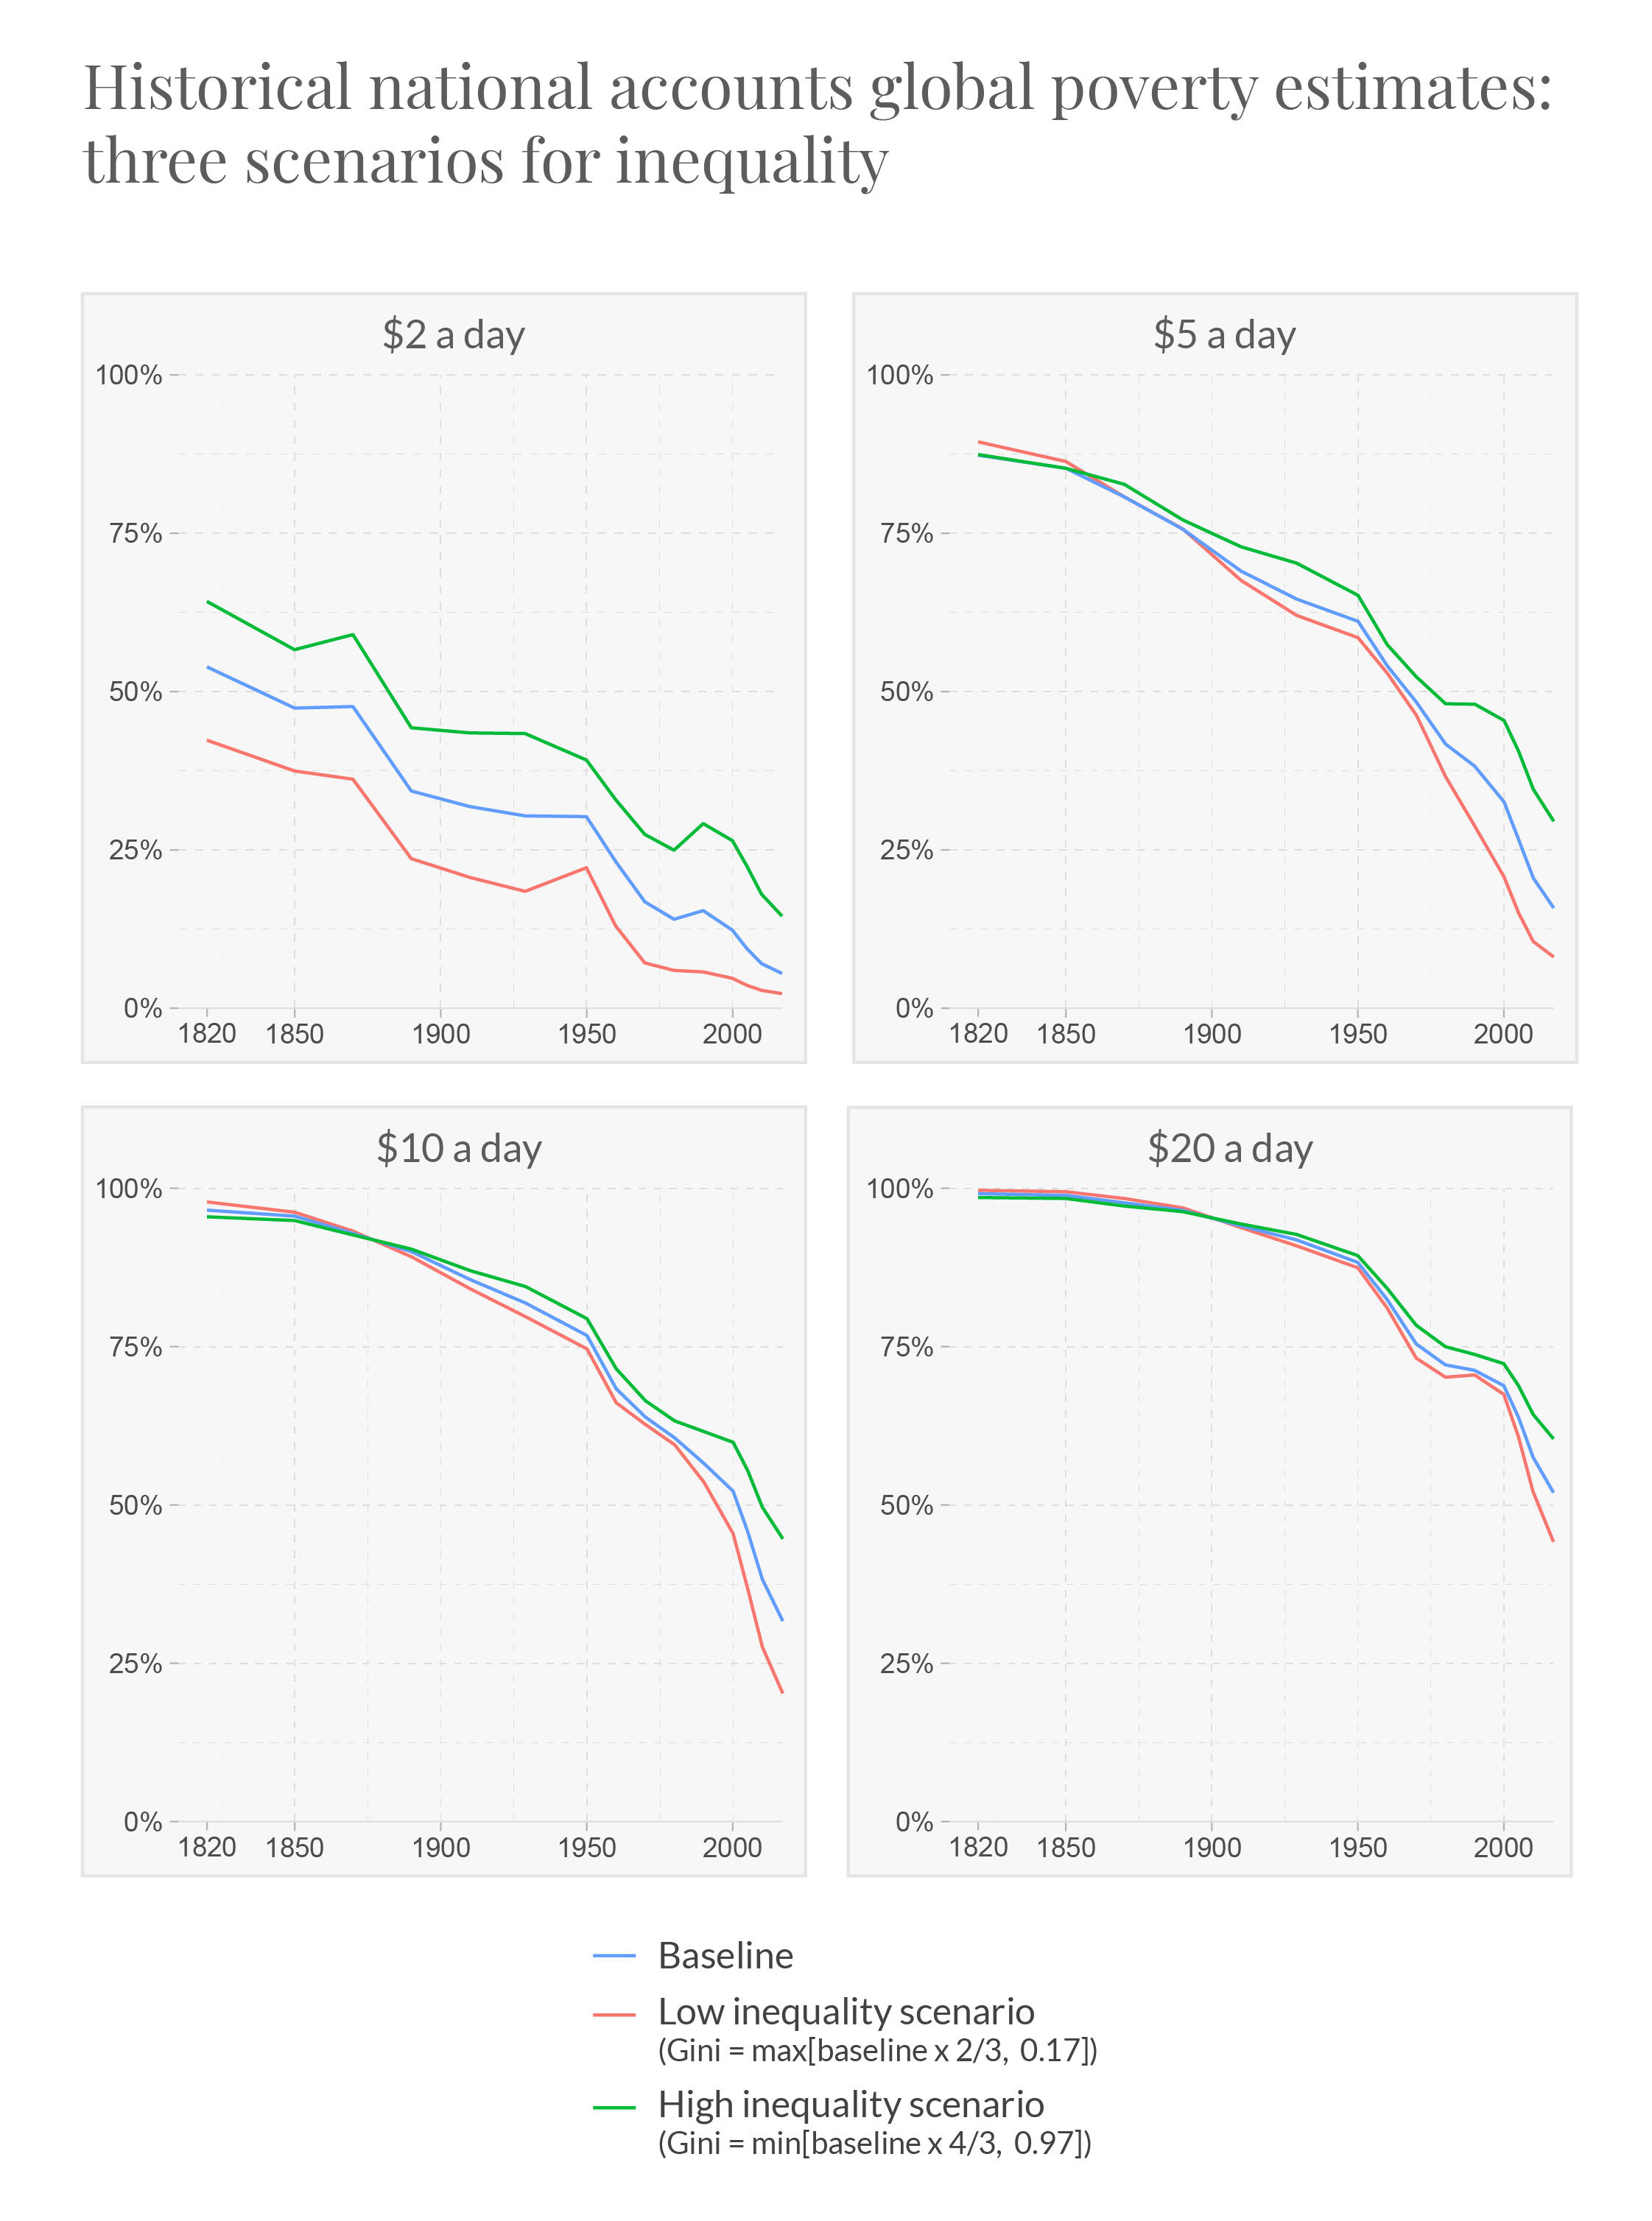 Historical national accounts global poverty estimates:
three scenarios for inequality
$2 a day
100%
75%
50%
25%
0%
1820 1850 1900 1950 2000
$5 a day
100%
75%
50%
25%
0%
1820 1850 1900 1950 2000
$10 a day
100%
75%
50%
25%
0%
1820 1850 1900 1950 2000
$20 a day
100%
75%
50%
25%
0%
1820 1850 1900 1950 2000
Baseline
Low inequality scenario
(Gini = max[baseline x 2/3, 0.17])
High inequality scenario
(Gini = min[baseline x 4/3, 0.97])